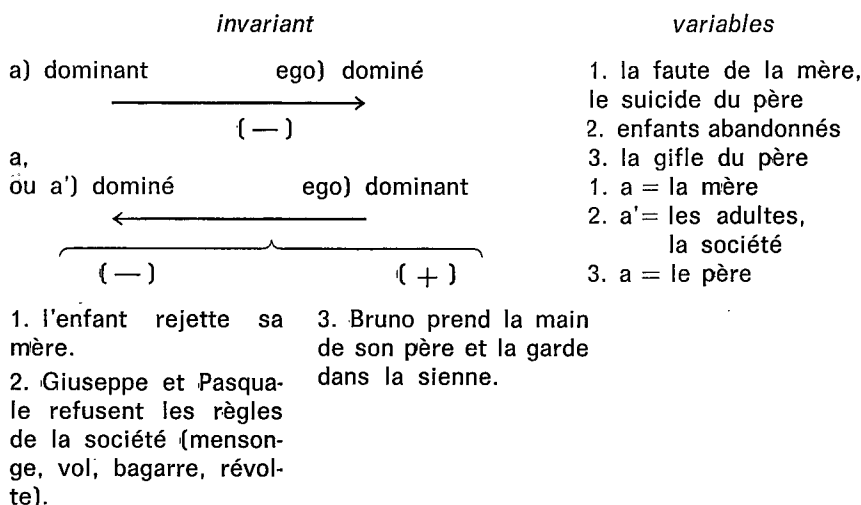 invariant variables
a) dominant ego) dominé 1. la faute de la mère,
le suicide du père
(—) 2. enfants abandonnés
a, 3. la gifle du père
ou a') dominé ego) dominant 1. a = la mère
2. a'= les adultes,
la société
(—) (+) 3. a = le père
1. l'enfant rejette sa
mère.
2. Giuseppe et Pasqua-
le refusent les règles
de la société (menson-
ge, vol, bagarre, révol-
te).
3. Bruno prend la main
de son père et la garde
dans la sienne.